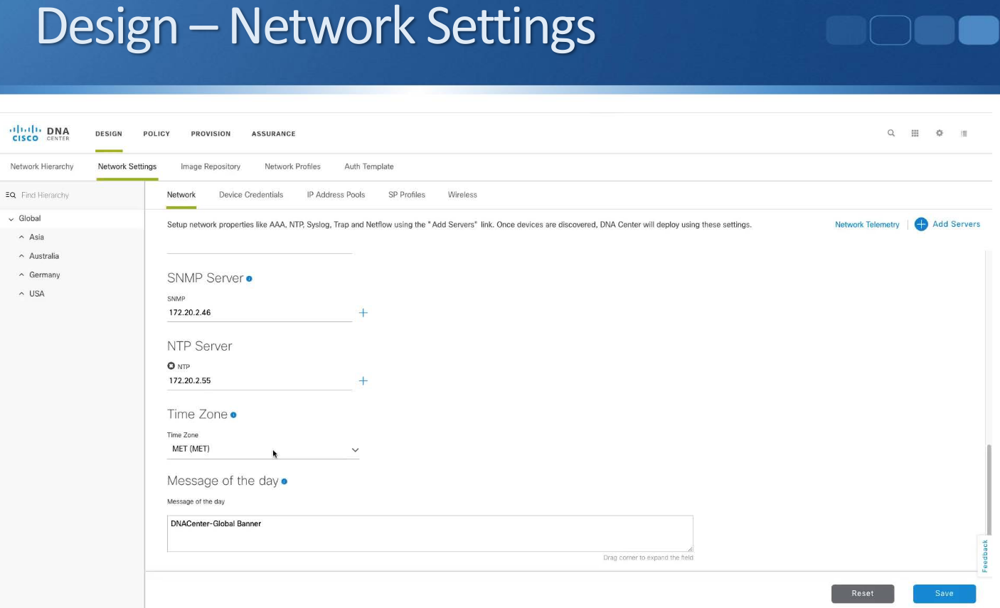 Design – Network Settings
CISCO DNA CENTER
DESIGN POLICY PROVISION ASSURANCE
Network Hierarchy Network Settings Image Repository Network Profiles Auth Template
Find Hierarchy
Global
Asia
Australia
Germany
USA
Network Device Credentials IP Address Pools SP Profiles Wireless
Setup network properties like AAA, NTP, Syslog, Trap and Netflow using the "Add Servers" link. Once devices are discovered, DNA Center will deploy using these settings.
Network Telemetry Add Servers
SNMP Server
SNMP
172.20.2.46
NTP Server
NTP
172.20.2.55
Time Zone
Time Zone
MET (MET)
Message of the day
Message of the day
DNACenter-Global Banner
Drag corner to expand the field
Feedback
Reset Save